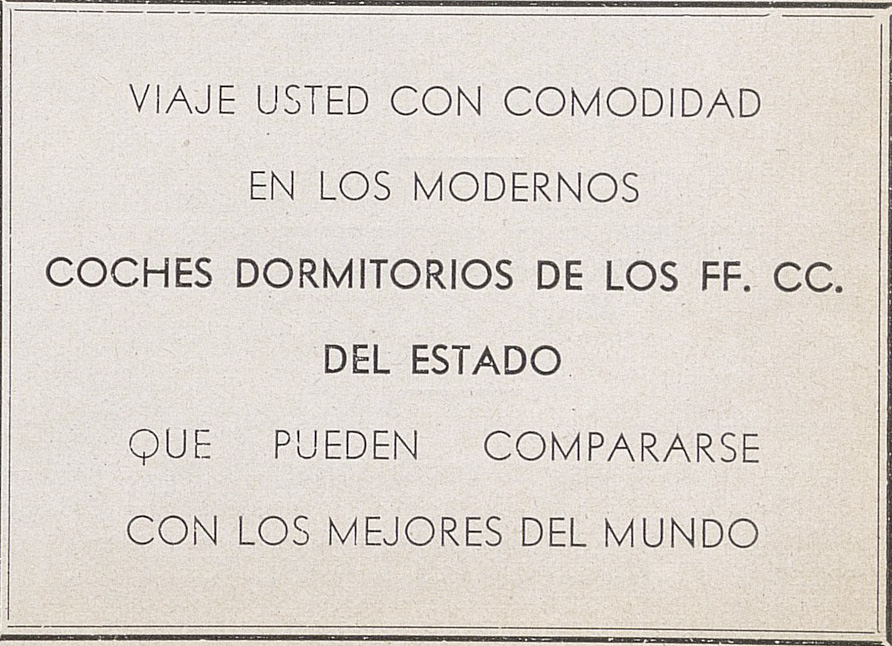 VIAJE USTED CON COMODIDAD
EN LOS MODERNOS
COCHES DORMITORIOS DE LOS FF. CC.
DEL ESTADO
QUE PUEDEN COMPARARSE
CON LOS MEJORES DEL MUNDO